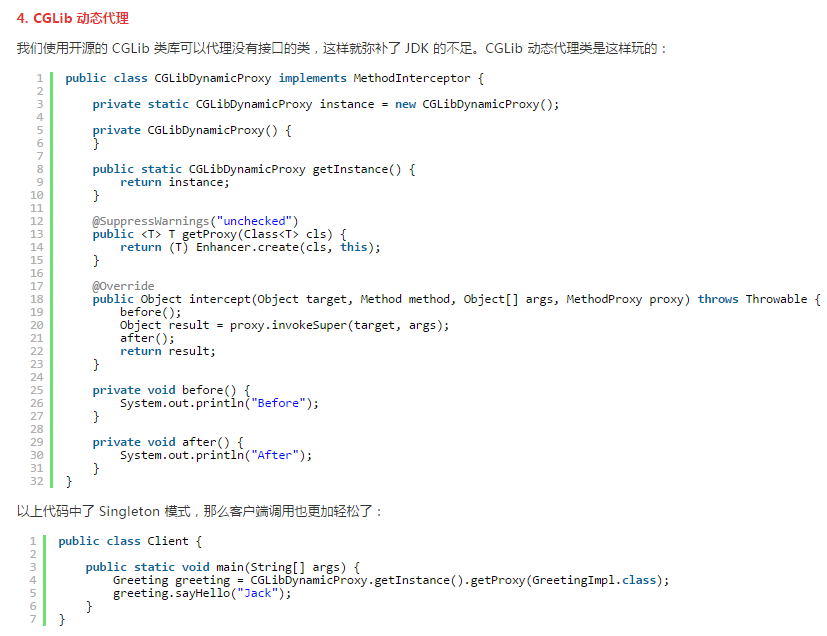 4. CGLib 动态代理
我们使用开源的 CGLib 类库可以代理没有接口的类，这样就弥补了 JDK 的不足。CGLib 动态代理类是这样玩的：
1 public class CGLibDynamicProxy implements MethodInterceptor {
2
3     private static CGLibDynamicProxy instance = new CGLibDynamicProxy();
4
5     private CGLibDynamicProxy() {
6     }
7
8     public static CGLibDynamicProxy getInstance() {
9         return instance;
10     }
11
12     @SuppressWarnings("unchecked")
13     public <T> T getProxy(Class<T> cls) {
14         return (T) Enhancer.create(cls, this);
15     }
16
17     @Override
18     public Object intercept(Object target, Method method, Object[] args, MethodProxy proxy) throws Throwable {
19         before();
20         Object result = proxy.invokeSuper(target, args);
21         after();
22         return result;
23     }
24
25     private void before() {
26         System.out.println("Before");
27     }
28
29     private void after() {
30         System.out.println("After");
31     }
32 }
以上代码中了 Singleton 模式，那么客户端调用也更加轻松了：
1 public class Client {
2
3     public static void main(String[] args) {
4         Greeting greeting = CGLibDynamicProxy.getInstance().getProxy(GreetingImpl.class);
5         greeting.sayHello("Jack");
6     }
7 }